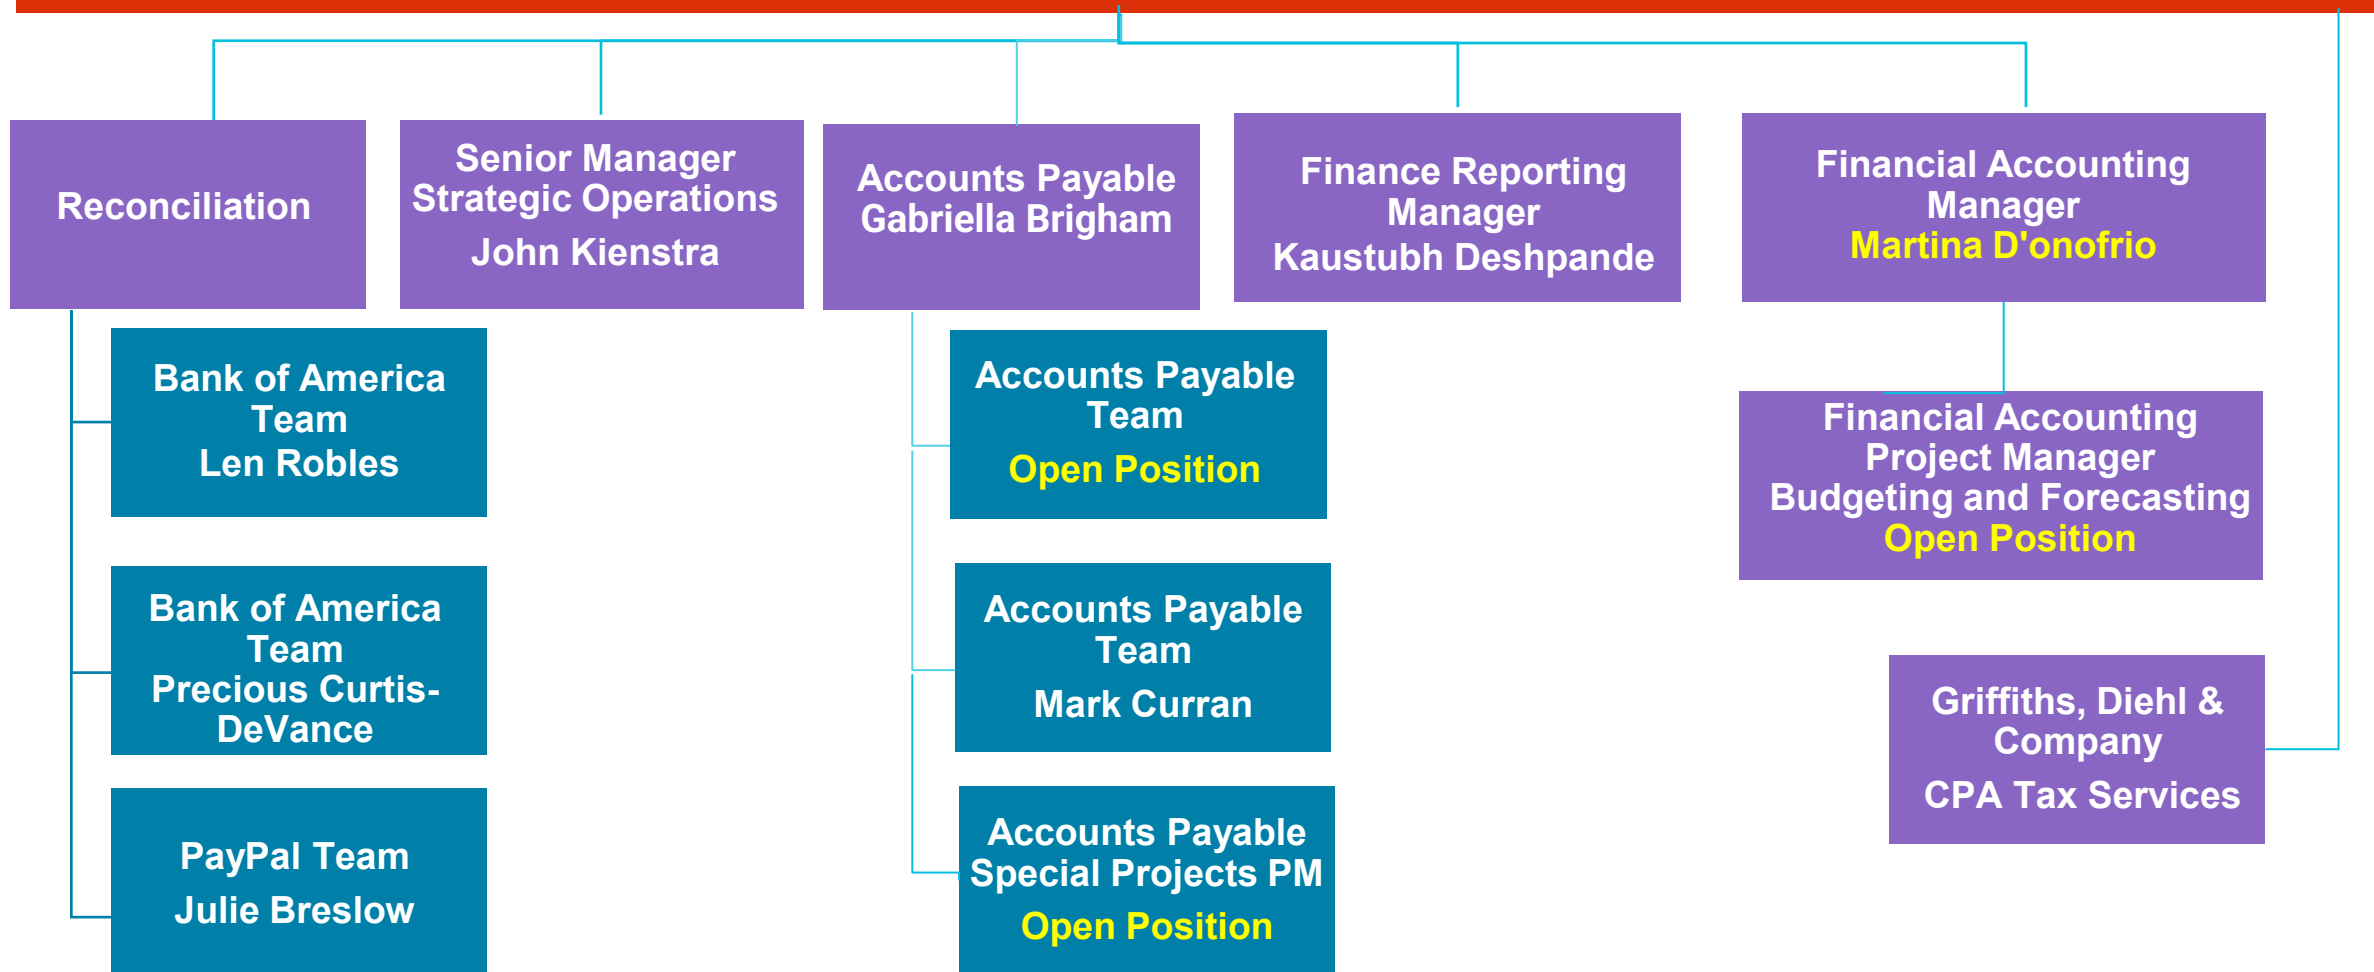 Reconciliation
Senior Manager
Strategic Operations
John Kienstra
Accounts Payable
Gabriella Brigham
Finance Reporting
Manager
Kaustubh Deshpande
Financial Accounting
Manager
Martina D'onofrio
Bank of America
Team
Len Robles
Accounts Payable
Team
Open Position
Financial Accounting
Project Manager
Budgeting and Forecasting
Open Position
Bank of America
Team
Precious Curtis-
DeVance
Accounts Payable
Team
Mark Curran
Griffiths, Diehl &
Company
CPA Tax Services
PayPal Team
Julie Breslow
Accounts Payable
Special Projects PM
Open Position